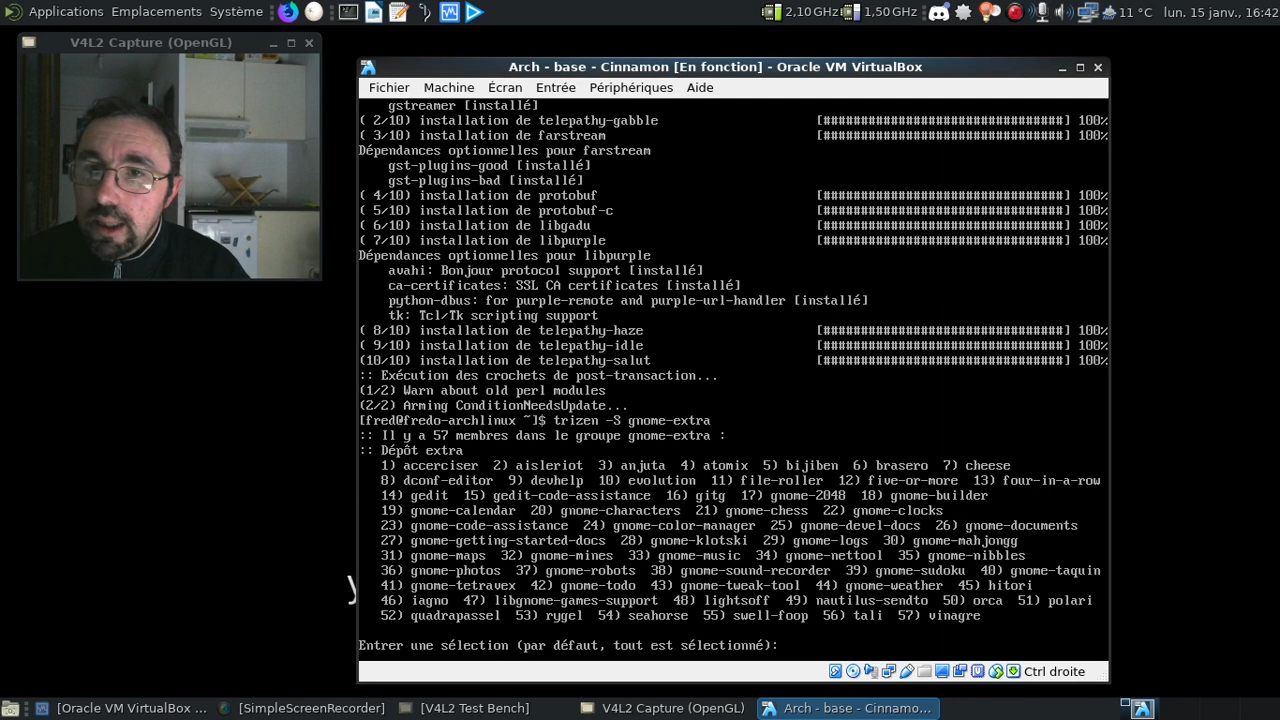 Applications Emplacements Système 2,10 GHz 1,50 GHz 11 °C lun. 15 janv., 16:42
V4L2 Capture (OpenGL)
Arch - base - Cinnamon [En fonction] - Oracle VM VirtualBox
Fichier Machine Écran Entrée Périphériques Aide
gstreamer [installé]
( 2/10) installation de telepathy-gabble [################################] 100%
( 3/10) installation de farstream [################################] 100%
Dépendances optionnelles pour farstream
gst-plugins-good [installé]
gst-plugins-bad [installé]
( 4/10) installation de protobuf [################################] 100%
( 5/10) installation de protobuf-c [################################] 100%
( 6/10) installation de libgadu [################################] 100%
( 7/10) installation de libpurple [################################] 100%
Dépendances optionnelles pour libpurple
avahi: Bonjour protocol support [installé]
ca-certificates: SSL CA certificates [installé]
python-dbus: for purple-remote and purple-url-handler [installé]
tk: Tcl/Tk scripting support
( 8/10) installation de telepathy-haze [################################] 100%
( 9/10) installation de telepathy-idle [################################] 100%
(10/10) installation de telepathy-salut [################################] 100%
:: Exécution des crochets de post-transaction...
(1/2) Warn about old perl modules
(2/2) Arming ConditionNeedsUpdate...
[fred@fredo-archlinux ~]$ trizen -S gnome-extra
:: Il y a 57 membres dans le groupe gnome-extra :
:: Dépôt extra
1) accerciser 2) aisleriot 3) anjuta 4) atomix 5) bijiben 6) brasero 7) cheese
8) dconf-editor 9) devhelp 10) evolution 11) file-roller 12) five-or-more 13) four-in-a-row
14) gedit 15) gedit-code-assistance 16) gitg 17) gnome-2048 18) gnome-builder
19) gnome-calendar 20) gnome-characters 21) gnome-chess 22) gnome-clocks
23) gnome-code-assistance 24) gnome-color-manager 25) gnome-devel-docs 26) gnome-documents
27) gnome-getting-started-docs 28) gnome-klotski 29) gnome-logs 30) gnome-mahjongg
31) gnome-maps 32) gnome-mines 33) gnome-music 34) gnome-nettool 35) gnome-nibbles
36) gnome-photos 37) gnome-robots 38) gnome-sound-recorder 39) gnome-sudoku 40) gnome-taquin
41) gnome-tetravex 42) gnome-todo 43) gnome-tweak-tool 44) gnome-weather 45) hitori
46) iagno 47) libgnome-games-support 48) lightsoff 49) nautilus-sendto 50) orca 51) polari
52) quadrapassel 53) rygel 54) seahorse 55) swell-foop 56) tali 57) vinagre
Entrer une sélection (par défaut, tout est sélectionné):
Ctrl droite
[Oracle VM VirtualBox ... [SimpleScreenRecorder] [V4L2 Test Bench] V4L2 Capture (OpenGL) Arch - base - Cinnamo...